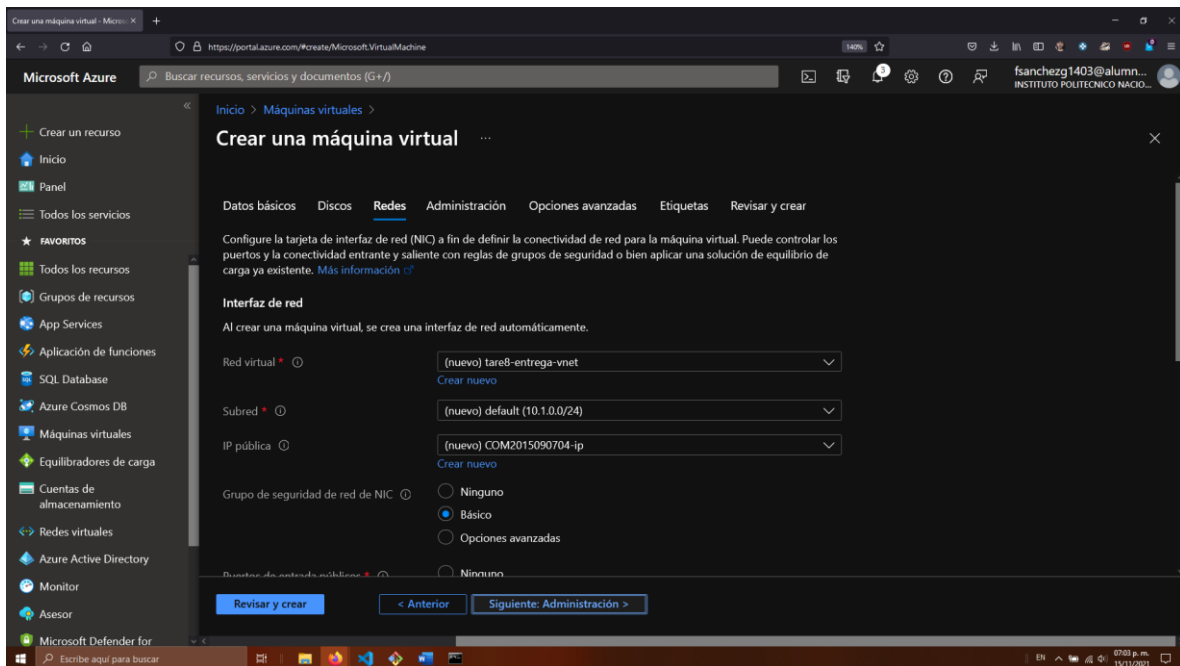 Crear una máquina virtual - Micros
https://portal.azure.com/#create/Microsoft.VirtualMachine
140%
Microsoft Azure
Buscar recursos, servicios y documentos (G+/)
3
fsanchezg1403@alumn...
INSTITUTO POLITECNICO NACIO...
Crear un recurso
Inicio
Panel
Todos los servicios
FAVORITOS
Todos los recursos
Grupos de recursos
App Services
Aplicación de funciones
SQL Database
Azure Cosmos DB
Máquinas virtuales
Equilibradores de carga
Cuentas de
almacenamiento
Redes virtuales
Azure Active Directory
Monitor
Asesor
Microsoft Defender for
Inicio > Máquinas virtuales >
Crear una máquina virtual ...
Datos básicos Discos Redes Administración Opciones avanzadas Etiquetas Revisar y crear
Configure la tarjeta de interfaz de red (NIC) a fin de definir la conectividad de red para la máquina virtual. Puede controlar los
puertos y la conectividad entrante y saliente con reglas de grupos de seguridad o bien aplicar una solución de equilibrio de
carga ya existente. Más información
Interfaz de red
Al crear una máquina virtual, se crea una interfaz de red automáticamente.
Red virtual * (nuevo) tare8-entrega-vnet
Crear nuevo
Subred * (nuevo) default (10.1.0.0/24)
IP pública (nuevo) COM2015090704-ip
Crear nuevo
Grupo de seguridad de red de NIC Ninguno
Básico
Opciones avanzadas
Puertos de entrada públicos * Ninguno
Revisar y crear < Anterior Siguiente: Administración >
Escribe aquí para buscar
EN
07:03 p. m.
15/11/2021